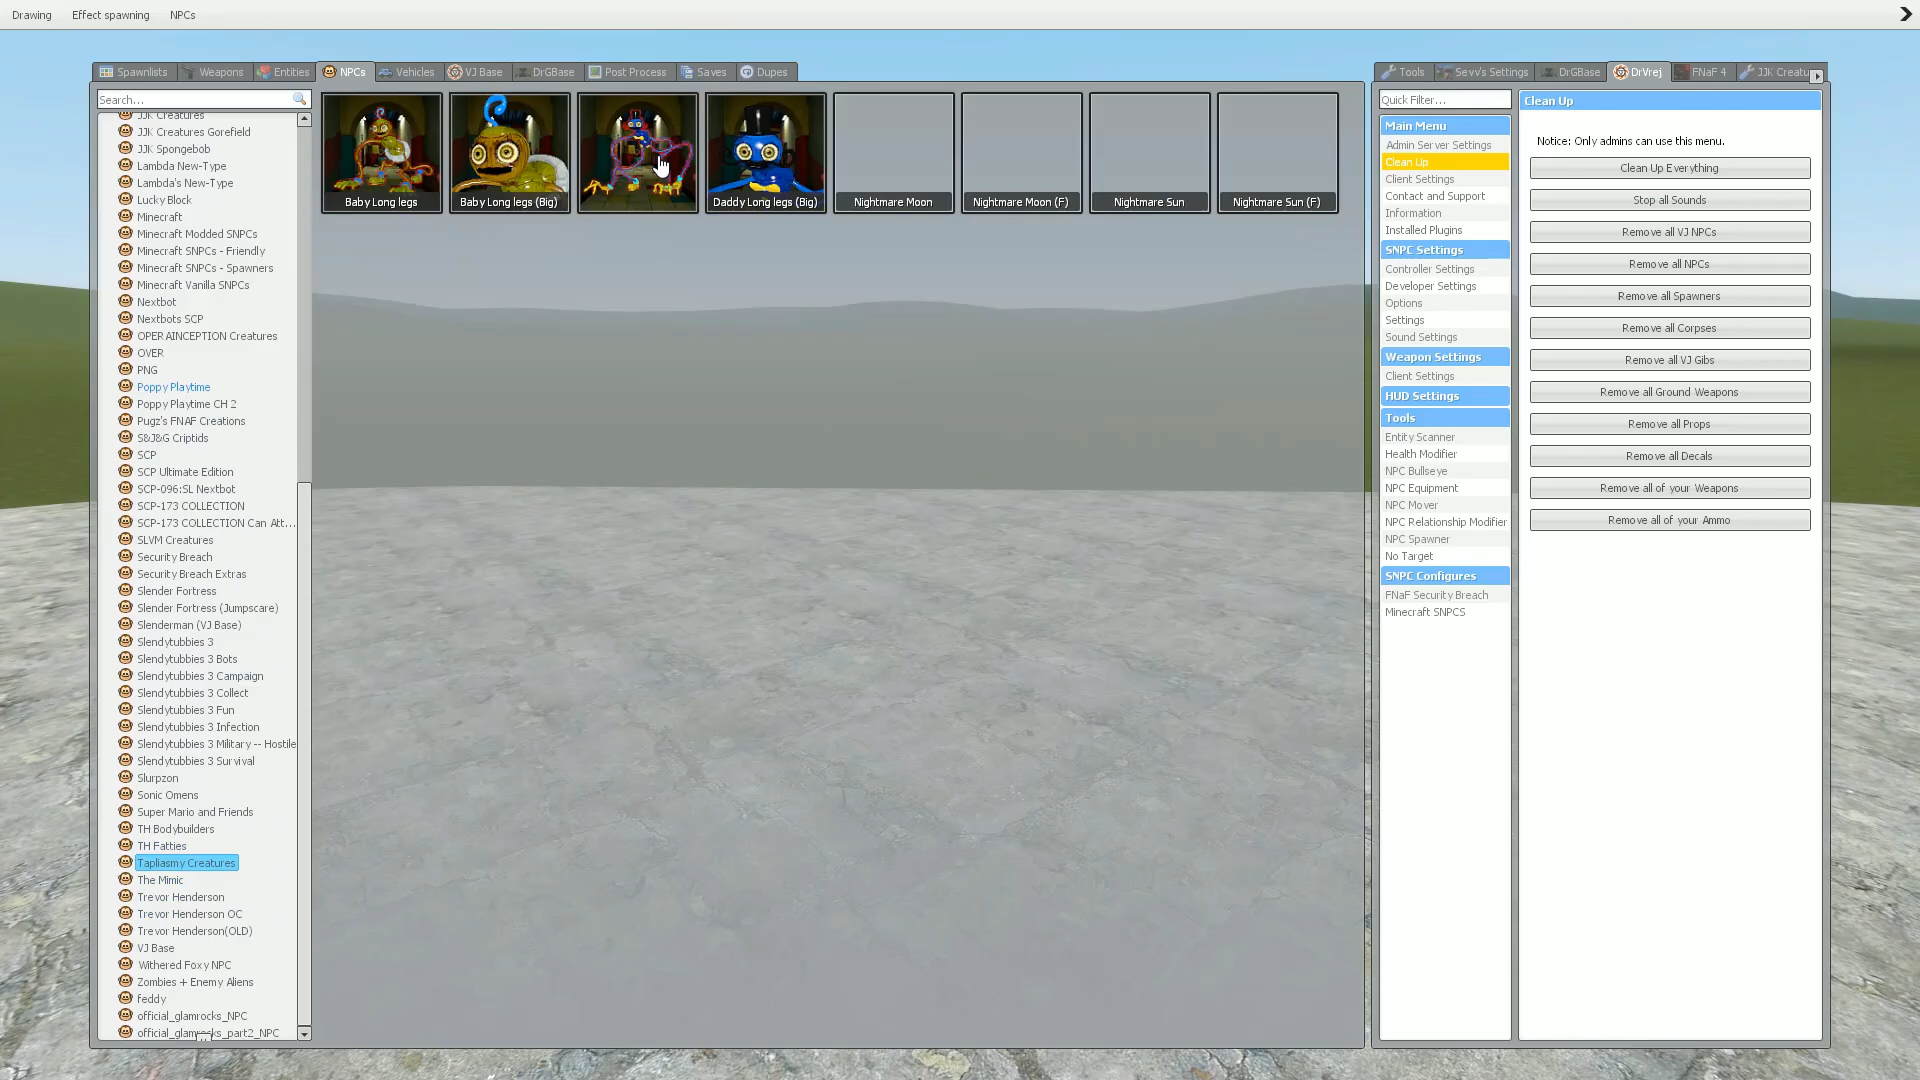 Drawing Effect spawning NPCs
Spawnlists Weapons Entities NPCs Vehicles VJ Base DrGBase Post Process Saves Dupes
Search...
JJK Creatures
JJK Creatures Gorefield
JJK Spongebob
Lambda New-Type
Lambda's New-Type
Lucky Block
Minecraft
Minecraft Modded SNPCs
Minecraft SNPCs - Friendly
Minecraft SNPCs - Spawners
Minecraft Vanilla SNPCs
Nextbot
Nextbots SCP
OPERAINCEPTION Creatures
OVER
PNG
Poppy Playtime
Poppy Playtime CH 2
Pugz's FNAF Creations
S&J&G Criptids
SCP
SCP Ultimate Edition
SCP-096:SL Nextbot
SCP-173 COLLECTION
SCP-173 COLLECTION Can Att...
SLVM Creatures
Security Breach
Security Breach Extras
Slender Fortress
Slender Fortress (Jumpscare)
Slenderman (VJ Base)
Slendytubbies 3
Slendytubbies 3 Bots
Slendytubbies 3 Campaign
Slendytubbies 3 Collect
Slendytubbies 3 Fun
Slendytubbies 3 Infection
Slendytubbies 3 Military -- Hostile
Slendytubbies 3 Survival
Slurpzon
Sonic Omens
Super Mario and Friends
TH Bodybuilders
TH Fatties
Tapliasmy Creatures
The Mimic
Trevor Henderson
Trevor Henderson OC
Trevor Henderson(OLD)
VJ Base
Withered Foxy NPC
Zombies + Enemy Aliens
feddy
official_glamrocks_NPC
official_glamrocks_part2_NPC
Baby Long legs
Baby Long legs (Big)
Daddy Long legs (Big)
Nightmare Moon
Nightmare Moon (F)
Nightmare Sun
Nightmare Sun (F)
Tools Sevv's Settings DrGBase DrVrej FNaF 4 JJK Creatu
Quick Filter...
Main Menu
Admin Server Settings
Clean Up
Client Settings
Contact and Support
Information
Installed Plugins
SNPC Settings
Controller Settings
Developer Settings
Options
Settings
Sound Settings
Weapon Settings
Client Settings
HUD Settings
Tools
Entity Scanner
Health Modifier
NPC Bullseye
NPC Equipment
NPC Mover
NPC Relationship Modifier
NPC Spawner
No Target
SNPC Configures
FNaF Security Breach
Minecraft SNPCS
Clean Up
Notice: Only admins can use this menu.
Clean Up Everything
Stop all Sounds
Remove all VJ NPCs
Remove all NPCs
Remove all Spawners
Remove all Corpses
Remove all VJ Gibs
Remove all Ground Weapons
Remove all Props
Remove all Decals
Remove all of your Weapons
Remove all of your Ammo